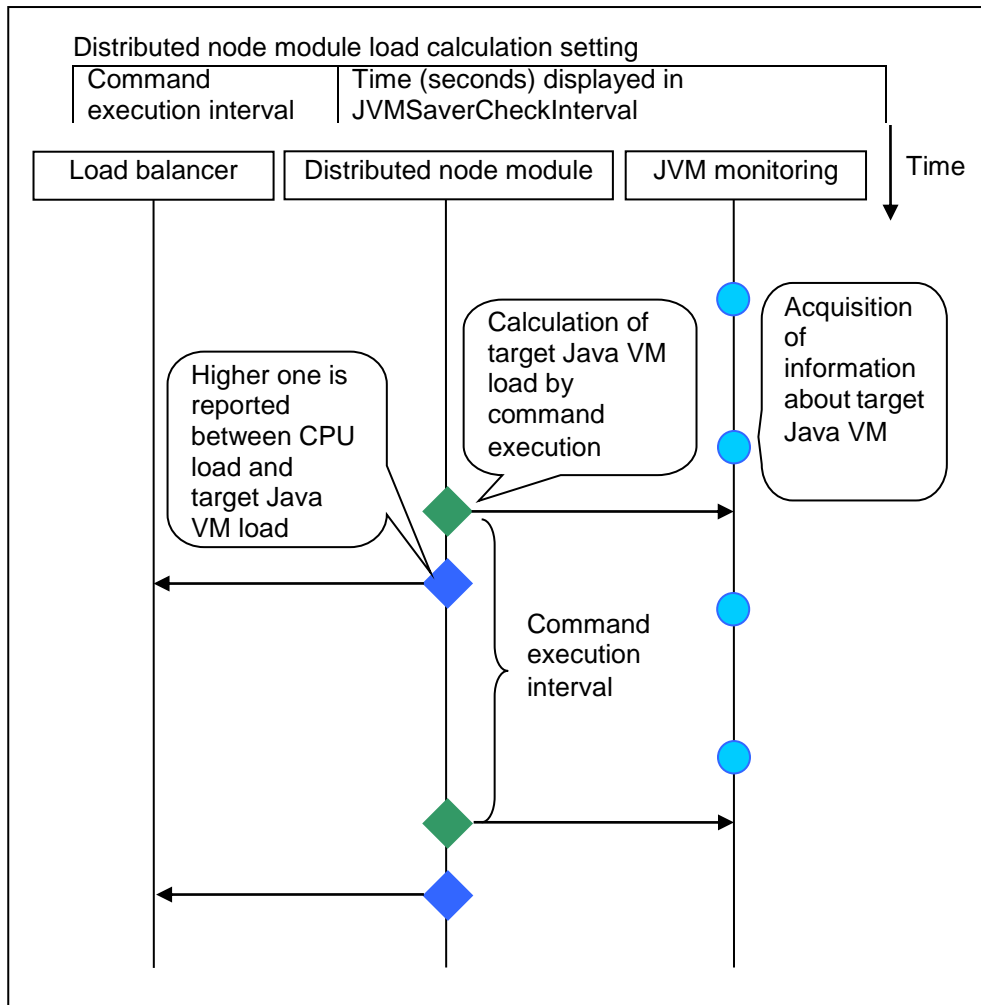 Distributed node module load calculation setting
Command
execution interval
Time (seconds) displayed in
JVMSaverCheckInterval
Time
Load balancer
Distributed node module
JVM monitoring
Acquisition
of
information
about target
Java VM
Calculation of
target Java VM
load by
command
execution
Higher one is
reported
between CPU
load and
target Java
VM load
Command
execution
interval